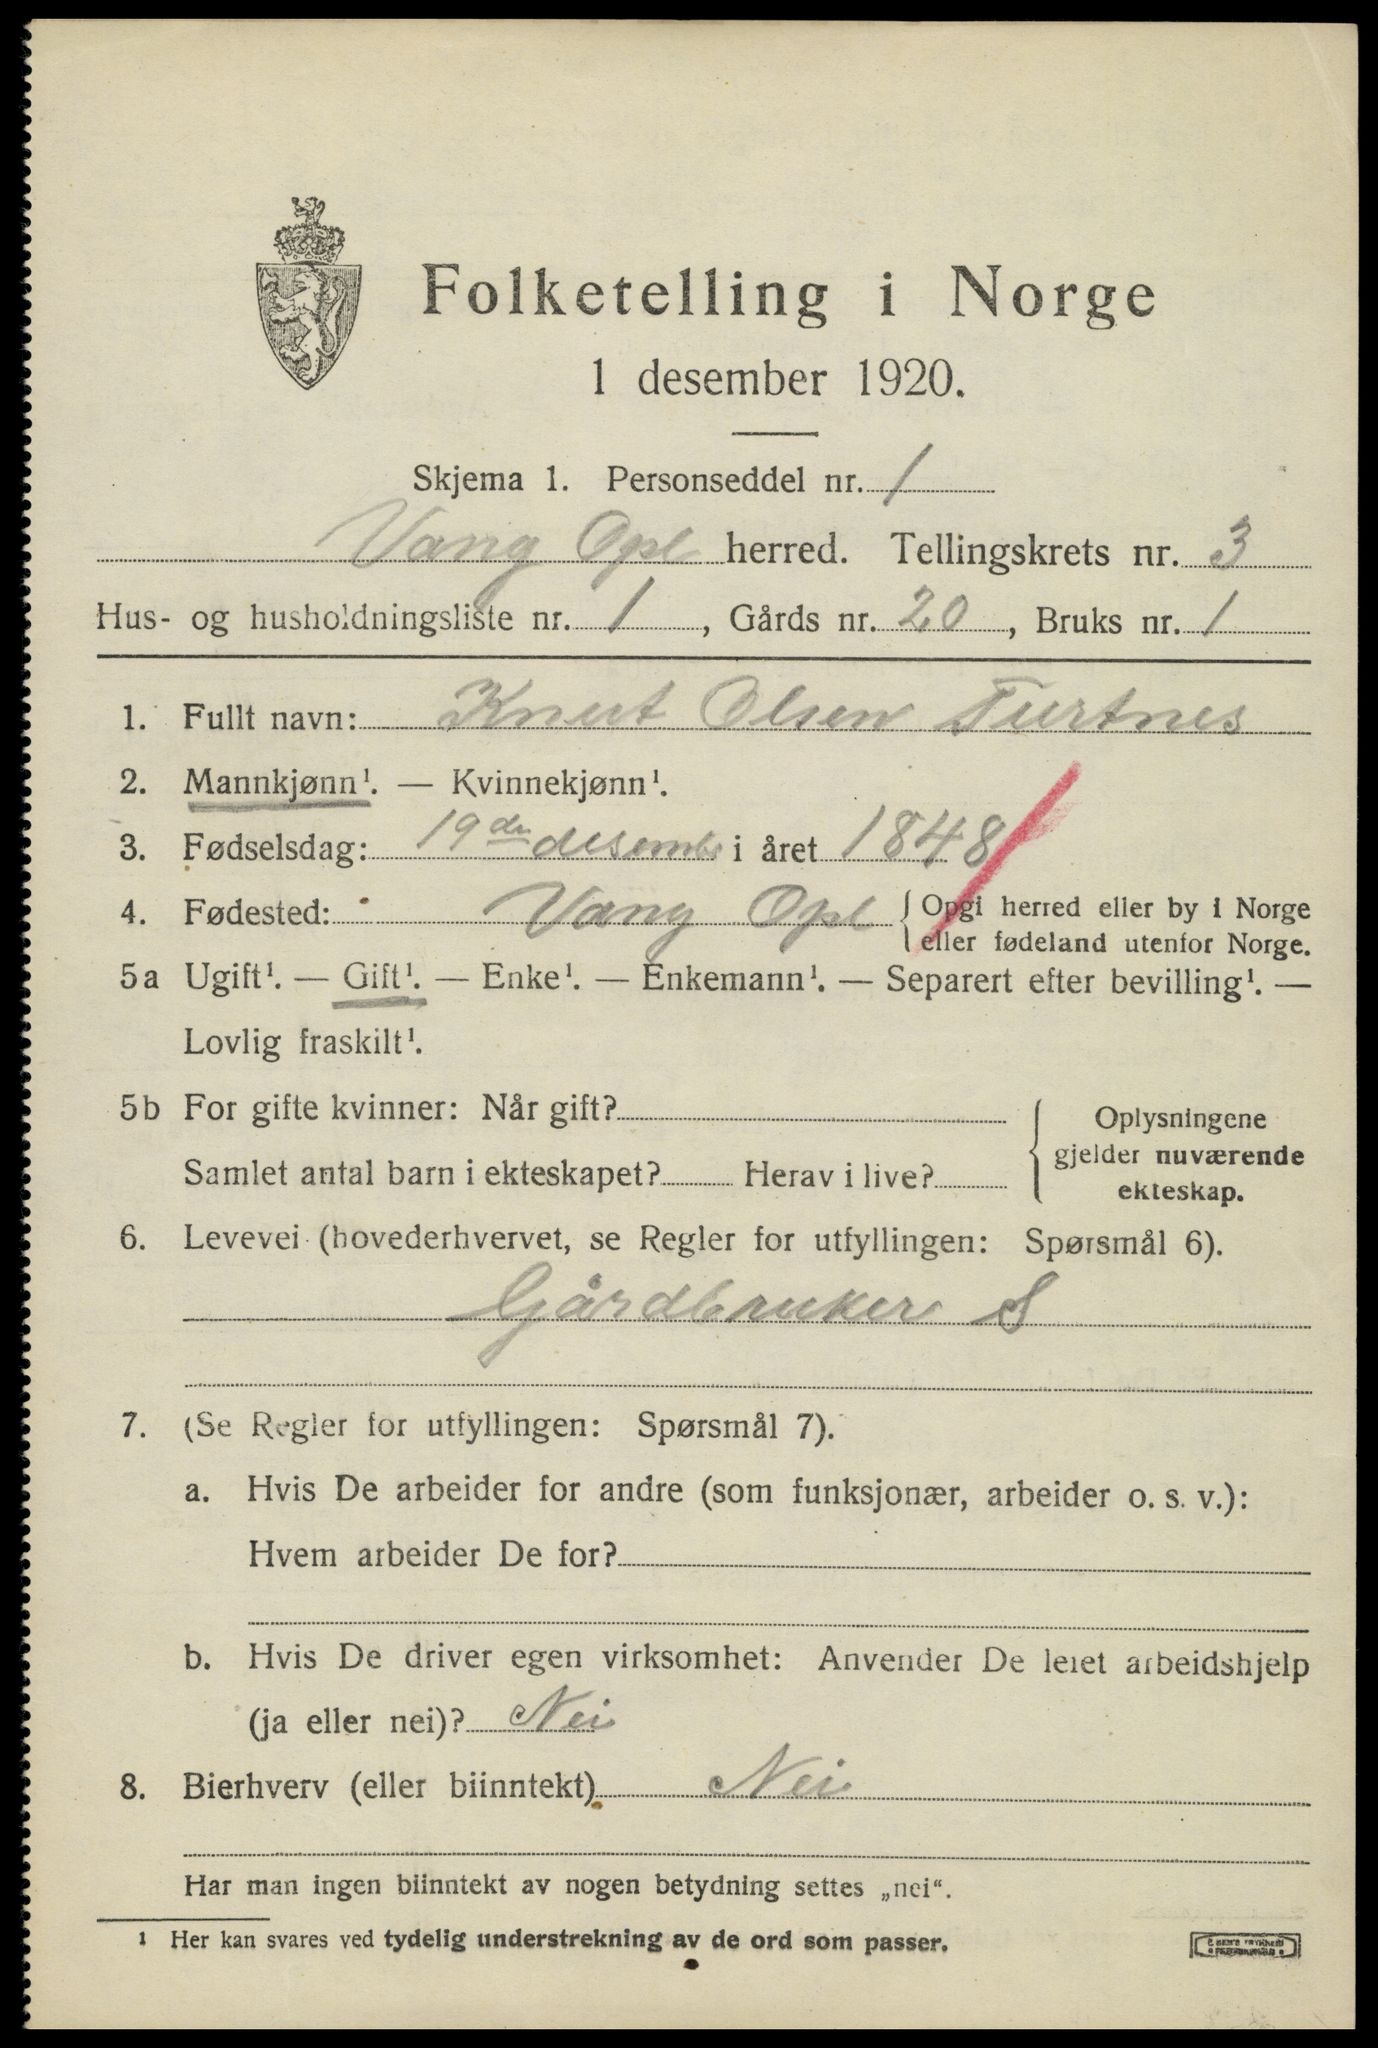 Folketelling i Norge
1 desember 1920.
Skjema 1. Personseddel nr. 1
Vang Opl herred. Tellingskrets nr. 3
Hus- og husholdningsliste nr. 1, Gårds nr. 20, Bruks nr. 1
1. Fullt navn: Knut Olsen Turtnes
2. Mannkjønn¹. — Kvinnekjønn¹.
3. Fødselsdag: 19de desemb i året 1848
4. Fødested: Vang Opl { Opgi herred eller by i Norge
eller fødeland utenfor Norge.
5a Ugift¹. — Gift¹. — Enke¹. — Enkemann¹. — Separert efter bevilling¹. —
Lovlig fraskilt¹.
5b For gifte kvinner: Når gift?
Samlet antal barn i ekteskapet? Herav i live?
{ Oplysningene
gjelder nuværende
ekteskap.
6. Levevei (hovederhvervet, se Regler for utfyllingen: Spørsmål 6).
Gårdbruker S
7. (Se Regler for utfyllingen: Spørsmål 7).
a. Hvis De arbeider for andre (som funksjonær, arbeider o. s. v.):
Hvem arbeider De for?
b. Hvis De driver egen virksomhet: Anvender De leiet arbeidshjelp
(ja eller nei)? Nei
8. Bierhverv (eller biinntekt) Nei
Har man ingen biinntekt av nogen betydning settes „nei“.
¹ Her kan svares ved tydelig understrekning av de ord som passer.